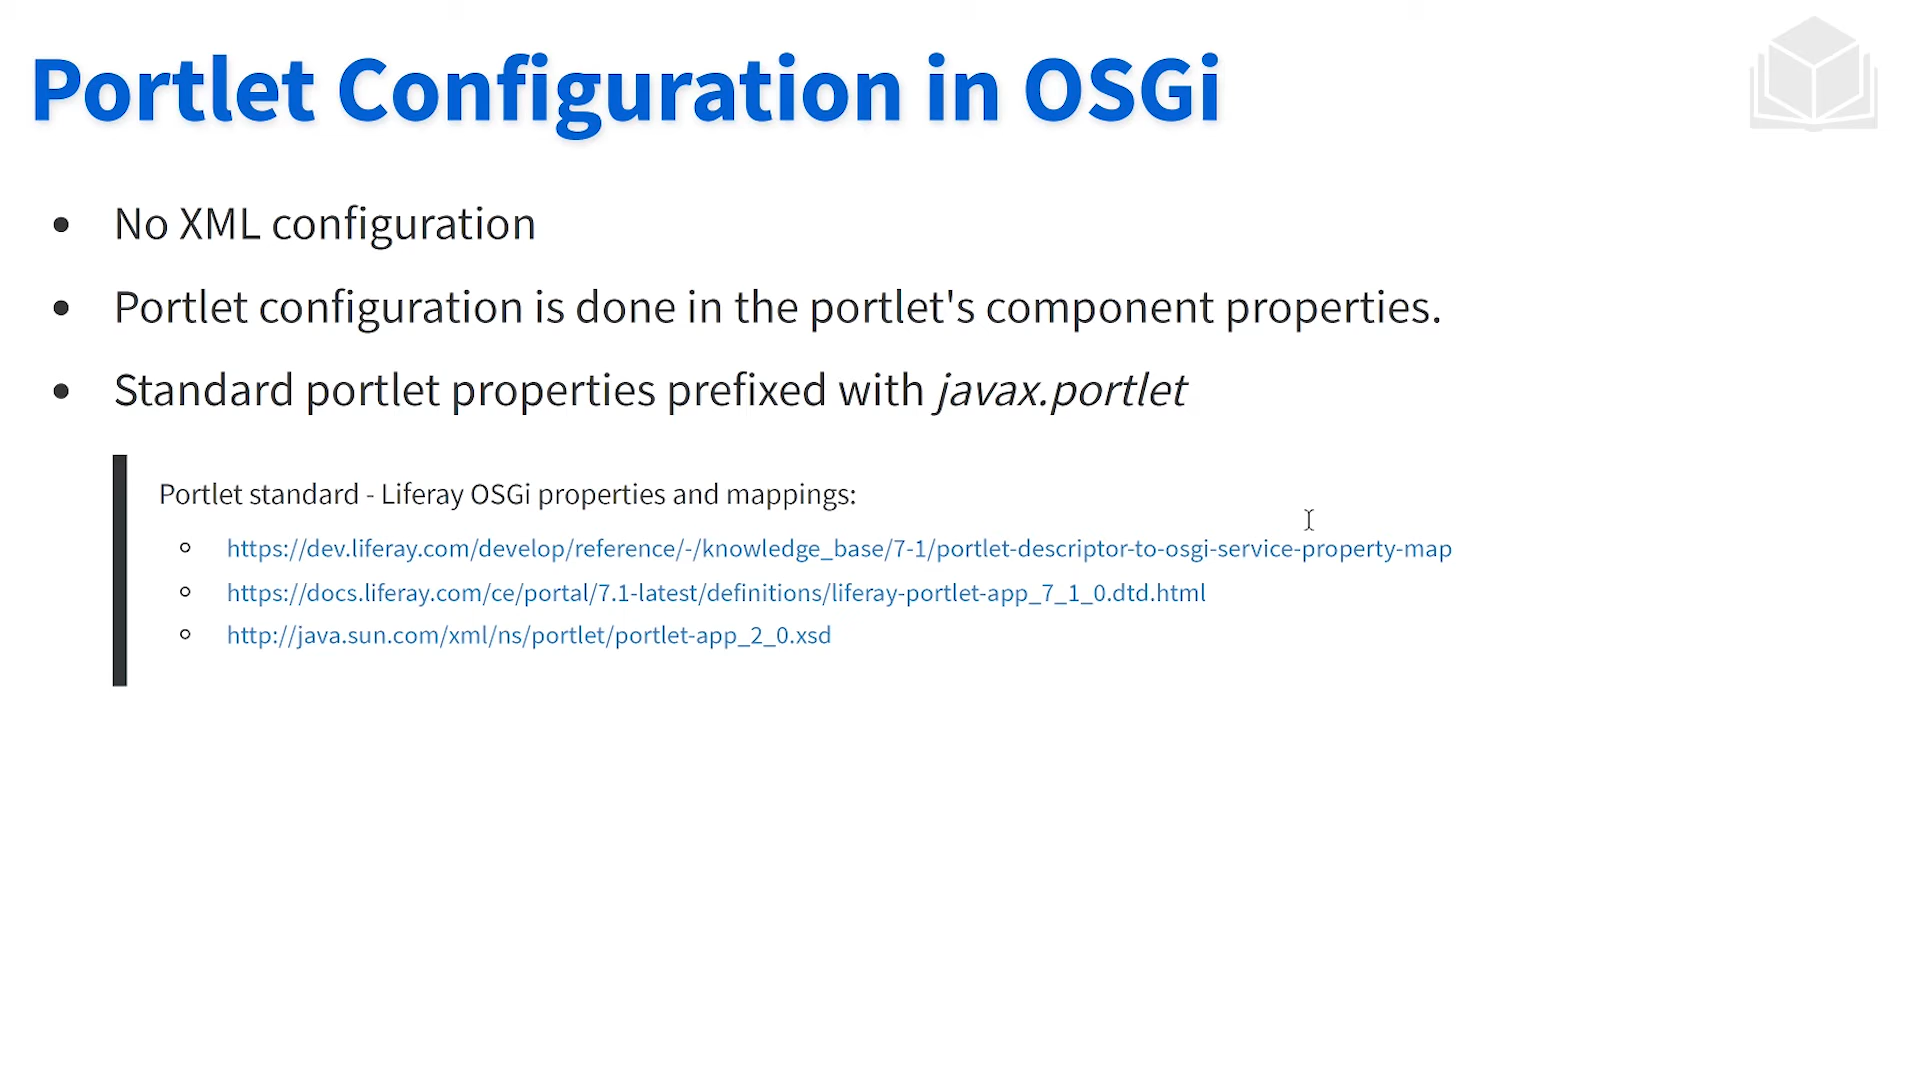 Portlet Configuration in OSGi
• No XML configuration
• Portlet configuration is done in the portlet's component properties.
• Standard portlet properties prefixed with javax.portlet
Portlet standard - Liferay OSGi properties and mappings:
https://dev.liferay.com/develop/reference/-/knowledge_base/7-1/portlet-descriptor-to-osgi-service-property-map
https://docs.liferay.com/ce/portal/7.1-latest/definitions/liferay-portlet-app_7_1_0.dtd.html
http://java.sun.com/xml/ns/portlet/portlet-app_2_0.xsd